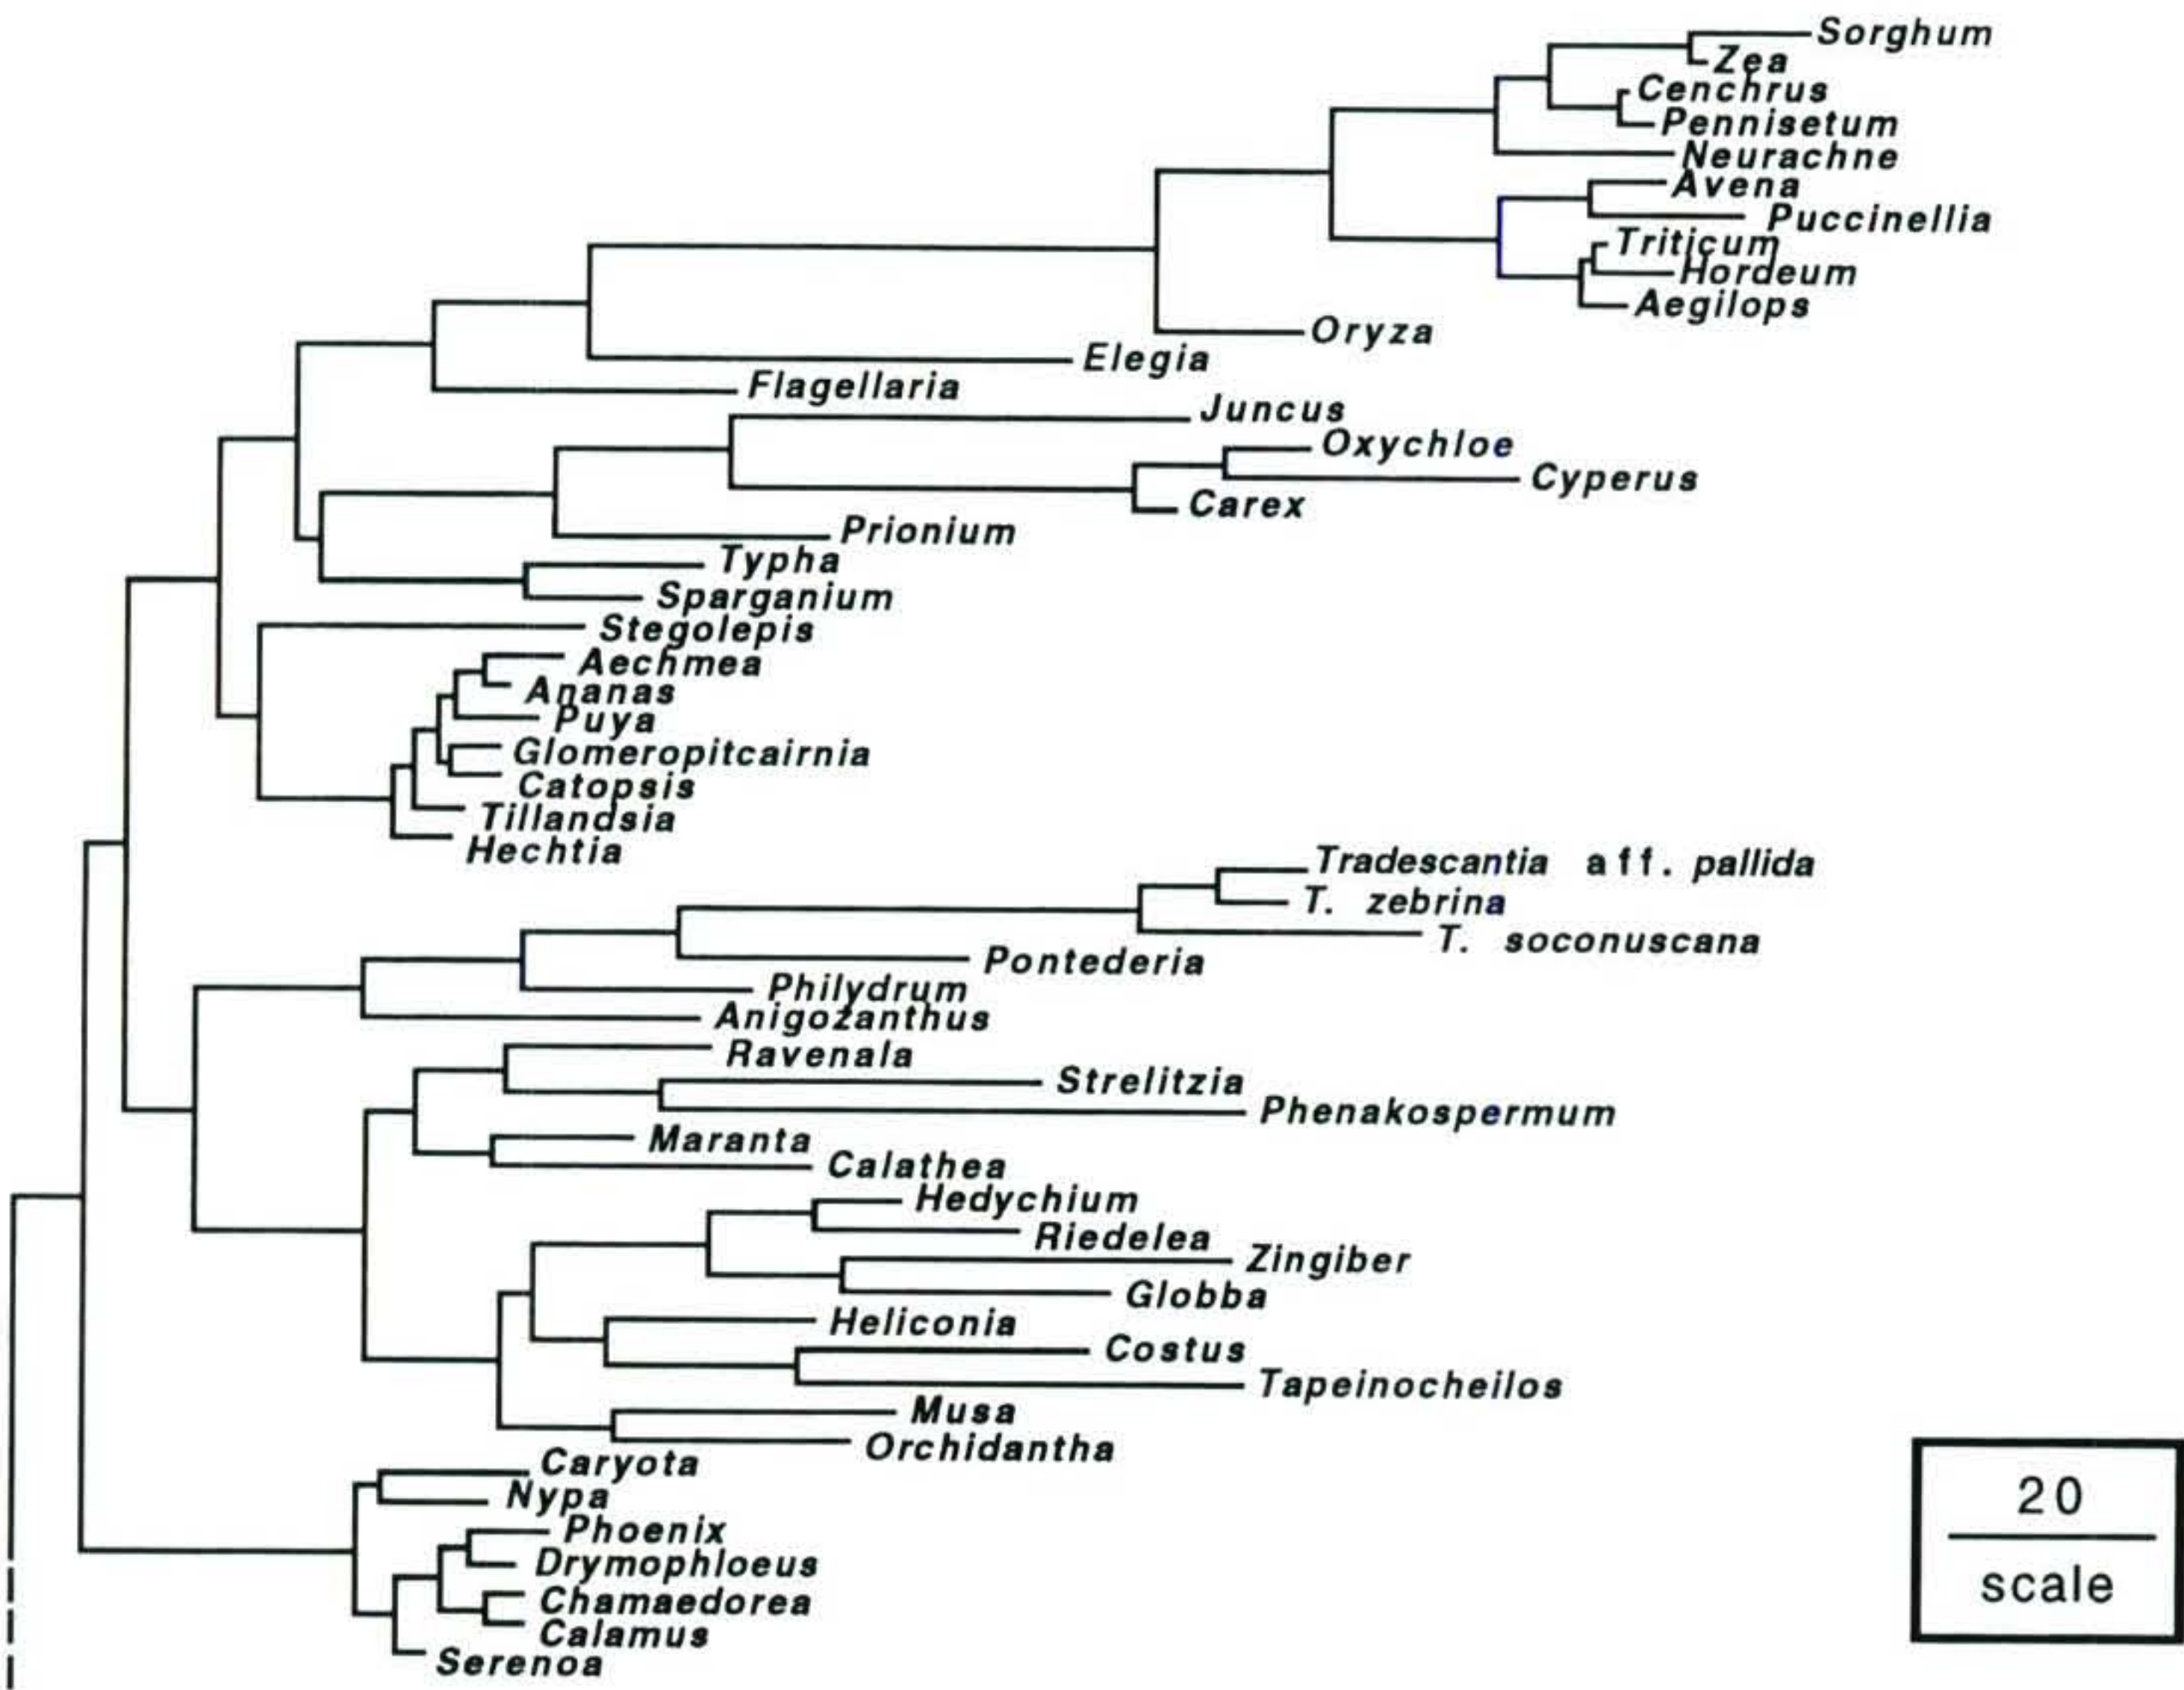 Sorghum
Zea
Cenchrus
Pennisetum
Neurachne
Avena
Puccinellia
Triticum
Hordeum
Aegilops
Oryza
Elegia
Flagellaria
Juncus
Oxychloe
Cyperus
Carex
Prionium
Typha
Sparganium
Stegolepis
Aechmea
Ananas
Puya
Glomeropitcairnia
Catopsis
Tillandsia
Hechtia
Tradescantia aff. pallida
T. zebrina
T. soconuscana
Pontederia
Philydrum
Anigozanthus
Ravenala
Strelitzia
Phenakospermum
Maranta
Calathea
Hedychium
Riedelea
Zingiber
Globba
Heliconia
Costus
Tapeinocheilos
Musa
Orchidantha
Caryota
Nypa
Phoenix
Drymophloeus
Chamaedorea
Calamus
Serenoa
20
scale